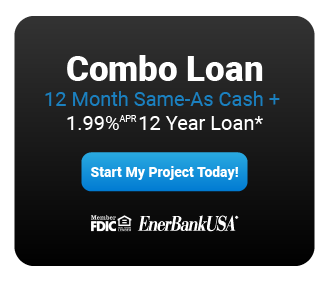 Combo Loan
12 Month Same-As Cash +
1.99%APR 12 Year Loan*
Start My Project Today!
Member
FDIC EnerBankUSA®